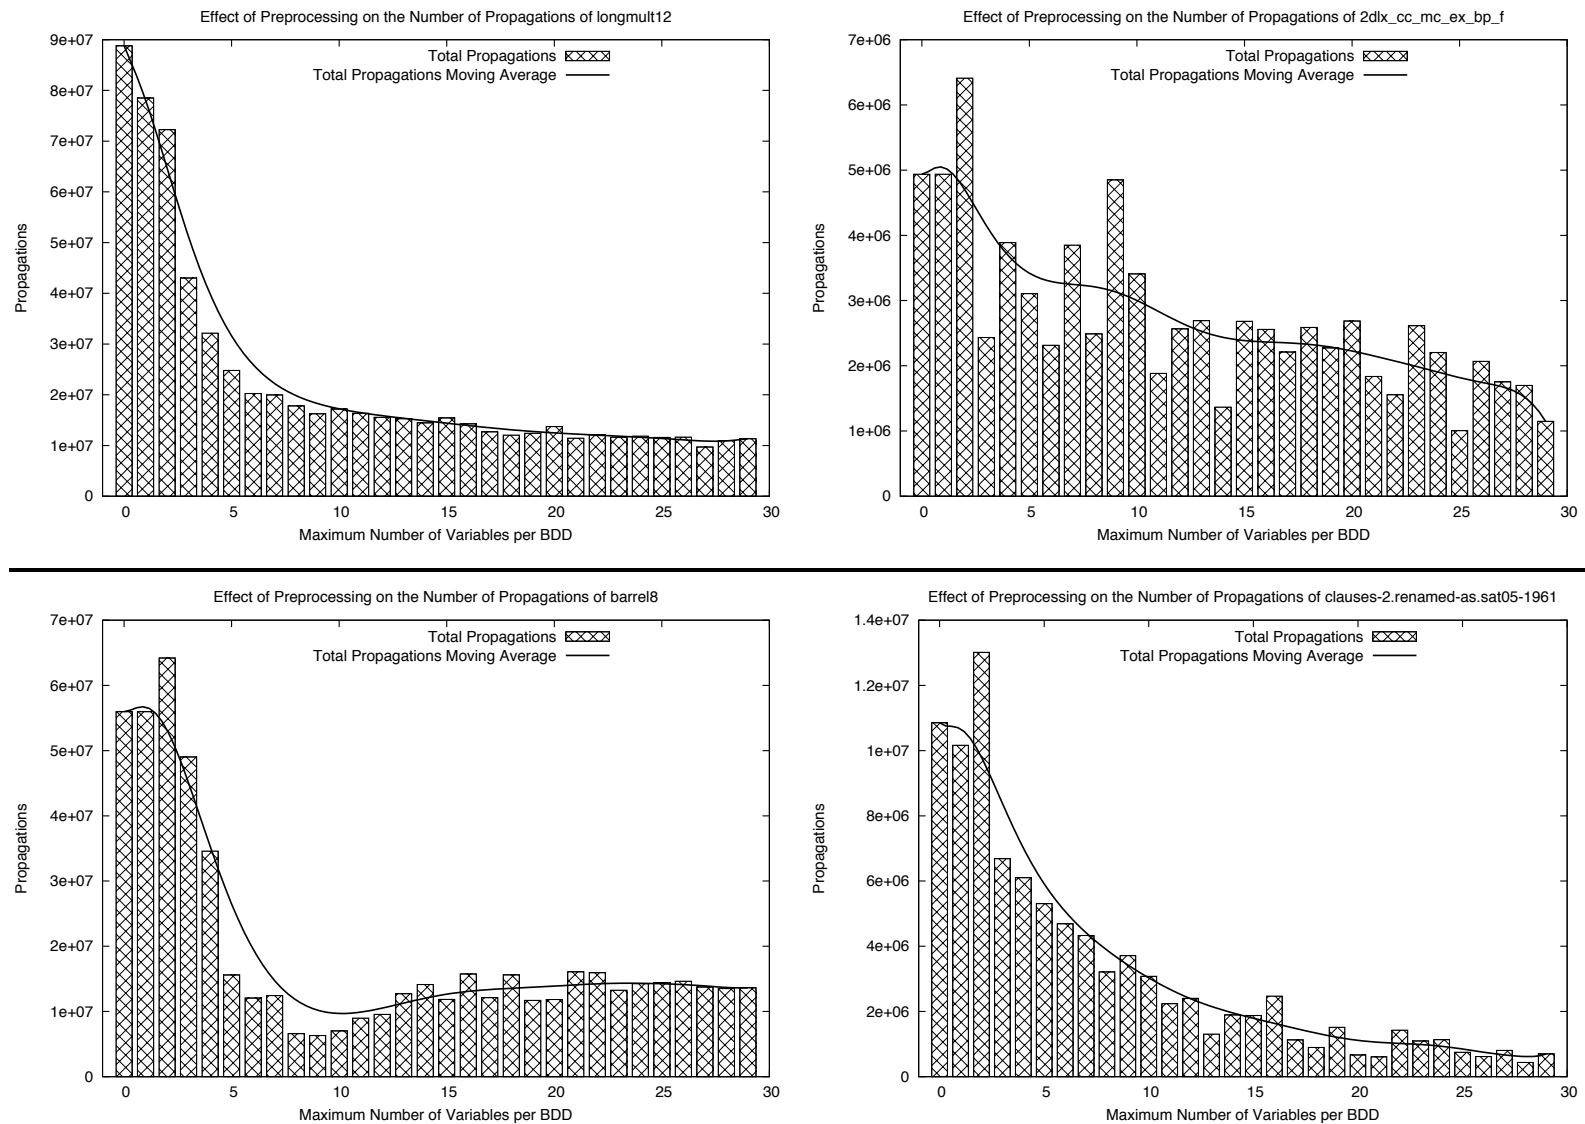 Effect of Preprocessing on the Number of Propagations of longmult12
9e+07
8e+07
7e+07
6e+07
5e+07
4e+07
3e+07
2e+07
1e+07
0
Propagations
Total Propagations
Total Propagations Moving Average
0 5 10 15 20 25 30
Maximum Number of Variables per BDD
Effect of Preprocessing on the Number of Propagations of 2dlx_cc_mc_ex_bp_f
7e+06
6e+06
5e+06
4e+06
3e+06
2e+06
1e+06
0
Propagations
Total Propagations
Total Propagations Moving Average
0 5 10 15 20 25 30
Maximum Number of Variables per BDD
Effect of Preprocessing on the Number of Propagations of barrel8
7e+07
6e+07
5e+07
4e+07
3e+07
2e+07
1e+07
0
Propagations
Total Propagations
Total Propagations Moving Average
0 5 10 15 20 25 30
Maximum Number of Variables per BDD
Effect of Preprocessing on the Number of Propagations of clauses-2.renamed-as.sat05-1961
1.4e+07
1.2e+07
1e+07
8e+06
6e+06
4e+06
2e+06
0
Propagations
Total Propagations
Total Propagations Moving Average
0 5 10 15 20 25 30
Maximum Number of Variables per BDD